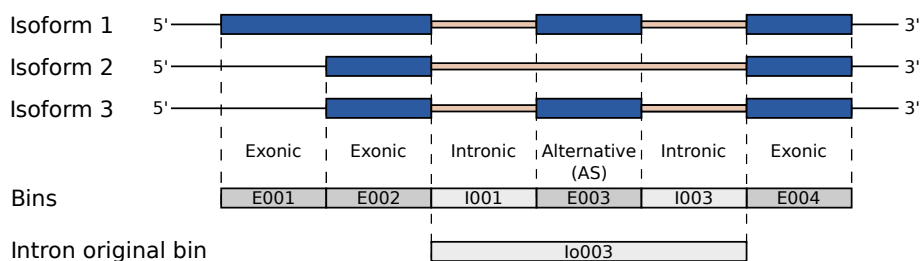 Isoform 1 5' 3'
Isoform 2 5' 3'
Isoform 3 5' 3'
Exonic Exonic Intronic Alternative Intronic Exonic
(AS)
Bins E001 E002 I001 E003 I003 E004
Intron original bin Io003